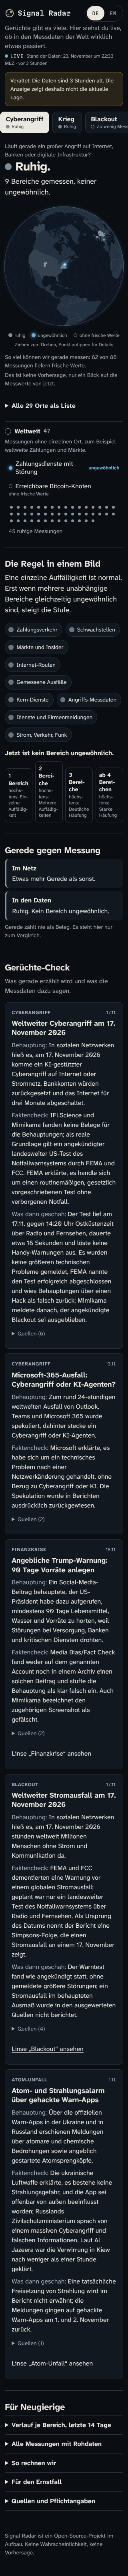 Signal Radar
DE
EN
Gerüchte gibt es viele. Hier siehst du,
ob auf der Welt wirklich
etwas passiert.
LIVE Stand der Daten: 23. November um 22:33
MEZ · vor 3 Stunden
Veraltet: Die Daten sind 3 Stunden alt. Die
Anzeige gilt deshalb nicht als aktuelle
Lage.
Cyberangriff
Ruhig
Krieg
Ruhig
Blackout
Zu wenig Mess
Läuft gerade ein großer Angriff auf Internet,
Banken oder digitale Infrastruktur?
Ruhig.
9 Bereiche gemessen, keiner
ungewöhnlich.
ruhig
ungewöhnlich
ohne frische Werte
Ziehen zum Drehen, Punkt antippen für Details
So viel können wir gerade messen: 62 von 66
Messungen liefern frische Werte.
Das ist keine Vorhersage, nur ein Blick auf die
Messwerte von jetzt.
Alle 29 Orte als Liste
Weltweit 47
Messungen ohne einen Ort, zum Beispiel
weltweite Zählungen und Märkte.
Zahlungsdienste mit
Störung
ungewöhnlich
Erreichbare Bitcoin-Knoten
ohne frische Werte
45 ruhige Messungen
Die Regel in einem Bild
Eine einzelne Auffälligkeit ist normal.
Erst wenn mehrere unabhängige
Bereiche gleichzeitig ungewöhnlich
sind, steigt die Stufe.
Zahlungsverkehr
Schwachstellen
Märkte und Insider
Internet-Routen
Gemessene Ausfälle
Kern-Dienste
Angriffs-Messdaten
Dienste und Firmenmeldungen
Strom, Verkehr, Funk
Jetzt ist kein Bereich ungewöhnlich.
1
Bereich
höchs-
tens: Ein-
zelne
Auffällig-
keit
2
Berei-
che
höchs-
tens:
Mehrere
Auffällig-
keiten
3
Berei-
che
höchs-
tens:
Deutliche
Häufung
ab 4
Berei-
chen
höchs-
tens:
Starke
Häufung
Gerede gegen Messung
Im Netz
Etwas mehr Gerede als sonst.
In den Daten
Ruhig. Kein Bereich ungewöhnlich.
Gerede zählt nie als Beleg. Es steht hier nur
zum Vergleich.
Gerüchte-Check
Was gerade erzählt wird und was die
Messdaten dazu sagen.
CYBERANGRIFF
17.11.
Weltweiter Cyberangriff am 17.
November 2026
Behauptung: In sozialen Netzwerken
hieß es, am 17. November 2026
komme ein KI-gestützter
Cyberangriff auf Internet oder
Stromnetz, Bankkonten würden
zurückgesetzt und das Internet für
drei Monate abgeschaltet.
Faktencheck: IFLScience und
Mimikama fanden keine Belege für
die Behauptungen; als realer
Grundlage gilt ein angekündigter
landesweiter US-Test des
Notfallwarnsystems durch FEMA und
FCC. FEMA erklärte, es handle sich
um einen routinemäßigen, gesetzlich
vorgeschriebenen Test ohne
verborgenen Notfall.
Was dann geschah: Der Test lief am
17.11. gegen 14:20 Uhr Ostküstenzeit
über Radio und Fernsehen, dauerte
etwa 18 Sekunden und löste keine
Handy-Warnungen aus. Es wurden
keine größeren technischen
Probleme gemeldet, FEMA nannte
den Test erfolgreich abgeschlossen
und wies Behauptungen über einen
Hack als falsch zurück. Mimikama
meldete danach, der angekündigte
Blackout sei ausgeblieben.
Quellen (6)
CYBERANGRIFF
13.11.
Microsoft-365-Ausfall:
Cyberangriff oder KI-Agenten?
Behauptung: Zum rund 24-stündigen
weltweiten Ausfall von Outlook,
Teams und Microsoft 365 wurde
spekuliert, dahinter stecke ein
Cyberangriff oder KI-Agenten.
Faktencheck: Microsoft erklärte, es
habe sich um ein technisches
Problem nach einer
Netzwerkänderung gehandelt, ohne
Bezug zu Cyberangriff oder KI. Die
Spekulation wurde in Berichten
ausdrücklich zurückgewiesen.
Quellen (2)
FINANZKRISE
18.11.
Angebliche Trump-Warnung:
90 Tage Vorräte anlegen
Behauptung: Ein Social-Media-
Beitrag behauptete, der US-
Präsident habe dazu aufgerufen,
mindestens 90 Tage Lebensmittel,
Wasser und Vorräte zu horten, weil
Störungen bei Versorgung, Banken
und kritischen Diensten drohten.
Faktencheck: Media Bias/Fact Check
fand weder auf dem genannten
Account noch in einem Archiv einen
solchen Beitrag und stufte die
Behauptung als klar falsch ein. Auch
Mimikama bezeichnet den
zugehörigen Screenshot als
gefälscht.
Quellen (2)
Linse „Finanzkrise“ ansehen
BLACKOUT
17.11.
Weltweiter Stromausfall am 17.
November 2026
Behauptung: In sozialen Netzwerken
hieß es, am 17. November 2026
stünden weltweit Millionen
Menschen ohne Strom und
Kommunikation da.
Faktencheck: FEMA und FCC
dementierten eine Warnung vor
einem globalen Stromausfall;
geplant war nur ein landesweiter
Test des Notfallwarnsystems über
Radio und Fernsehen. Als Ursprung
des Datums nennt der Bericht eine
Simpsons-Folge, die einen
Stromausfall an einem 17. November
zeigt.
Was dann geschah: Der Warntest
fand wie angekündigt statt, ohne
gemeldete größere Störungen; ein
Stromausfall im behaupteten
Ausmaß wurde in den ausgewerteten
Quellen nicht berichtet.
Quellen (4)
Linse „Blackout“ ansehen
ATOM-UNFALL
1.11.
Atom- und Strahlungsalarm
über gehackte Warn-Apps
Behauptung: Über die offiziellen
Warn-Apps in der Ukraine und in
Russland erschienen Meldungen
über atomare und chemische
Bedrohungen sowie angeblich
gestartete Atomsprengköpfe.
Faktencheck: Die ukrainische
Luftwaffe erklärte, es bestehe keine
Strahlungsgefahr, und die App sei
offenbar von außen beeinflusst
worden; Russlands
Zivilschutzministerium sprach von
einem massiven Cyberangriff und
falschen Informationen. Laut Al
Jazeera war die Verwirrung in Kiew
nach weniger als einer Stunde
geklärt.
Was dann geschah: Eine tatsächliche
Freisetzung von Strahlung wird im
Bericht nicht erwähnt; die
Meldungen gingen auf gehackte
Warn-Apps am 1. und 2. November
zurück.
Quellen (1)
Linse „Atom-Unfall“ ansehen
Für Neugierige
Verlauf je Bereich, letzte 14 Tage
Alle Messungen mit Rohdaten
So rechnen wir
Für den Ernstfall
Quellen und Pflichtangaben
Signal Radar ist ein Open-Source-Projekt im
Aufbau. Keine Wahrscheinlichkeiten, keine
Vorhersage.